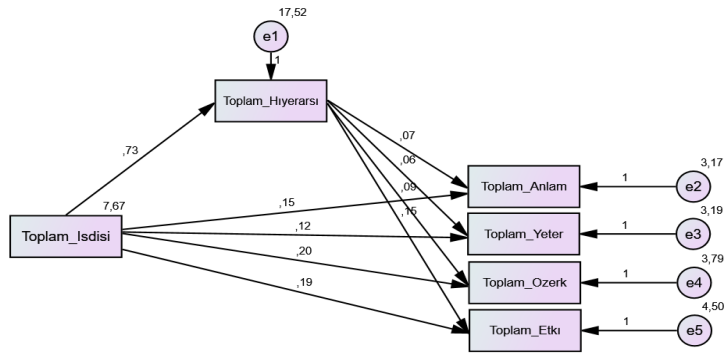 17,52
e1
1
Toplam_Hıyerarsı
,73
,07
,06
,09
,15
3,17
Toplam_Anlam
1
e2
7,67
,15
Toplam_Isdisi
,12
3,19
Toplam_Yeter
1
e3
,20
3,79
Toplam_Ozerk
1
e4
,19
4,50
Toplam_Etkı
1
e5